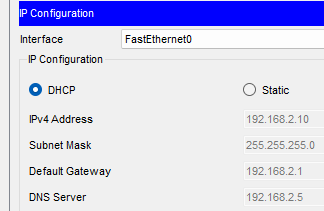 IP Configuration
Interface FastEthernet0
IP Configuration
DHCP Static
IPv4 Address 192.168.2.10
Subnet Mask 255.255.255.0
Default Gateway 192.168.2.1
DNS Server 192.168.2.5